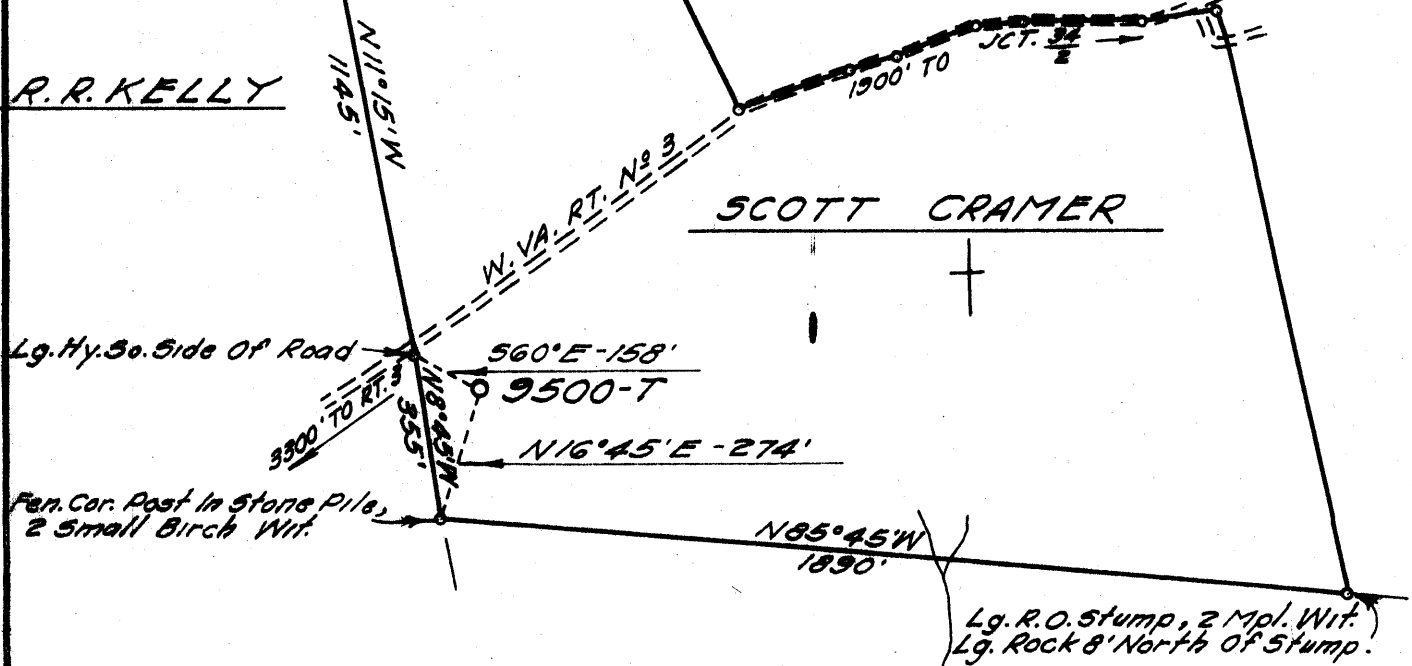 N11°15'W
1145'
R. R. KELLY
1900' TO
JCT. 34/2
W. VA. RT. Nº 3
SCOTT CRAMER
Lg. Hy. So. Side Of Road
S60°E-158'
9500-T
3300' TO RT. 3
N8°45'W
355'
N16°45'E-274'
Fen. Cor. Post In Stone Pile,
2 Small Birch Wit.
N85°45'W
1890'
Lg. R.O. Stump, 2 Mpl. Wit.
Lg. Rock 8' North Of Stump.